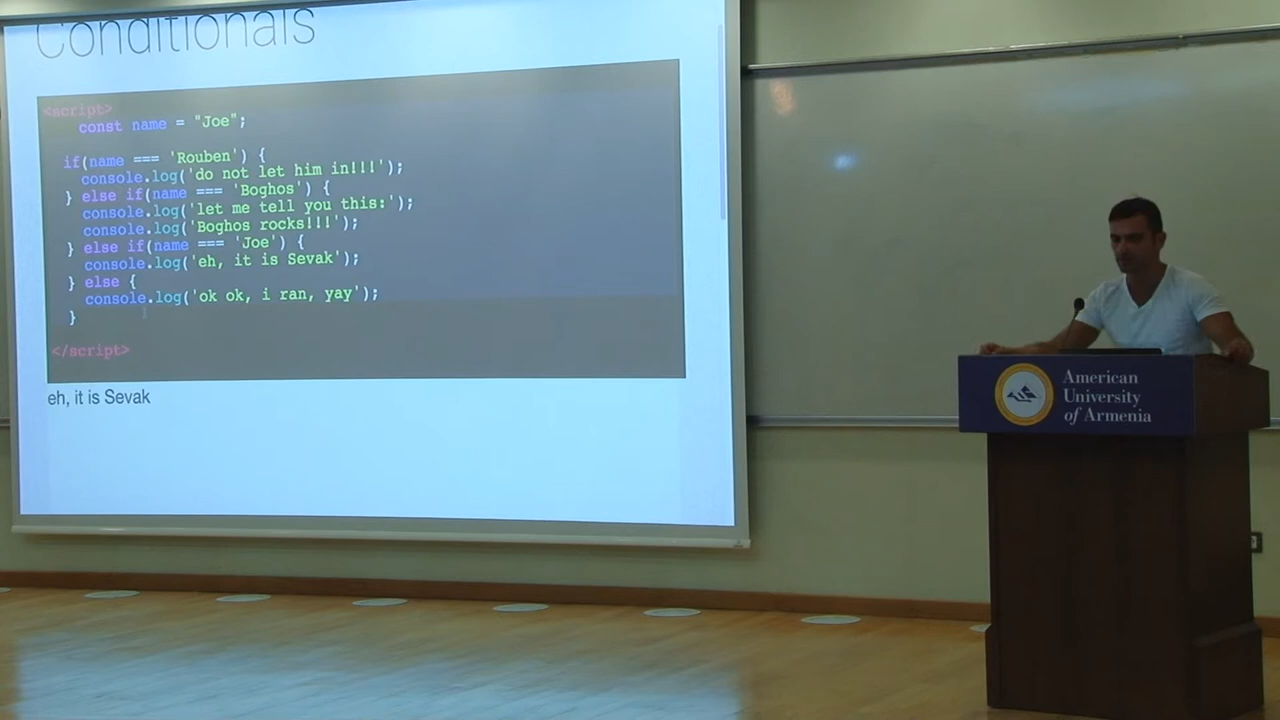 Conditionals
<script>
const name = "Joe";
if(name === 'Rouben') {
console.log('do not let him in!!!');
} else if(name === 'Boghos') {
console.log('let me tell you this:');
console.log('Boghos rocks!!!');
} else if(name === 'Joe') {
console.log('eh, it is Sevak');
} else {
console.log('ok ok, i ran, yay');
}
</script>
eh, it is Sevak
American
University
of Armenia